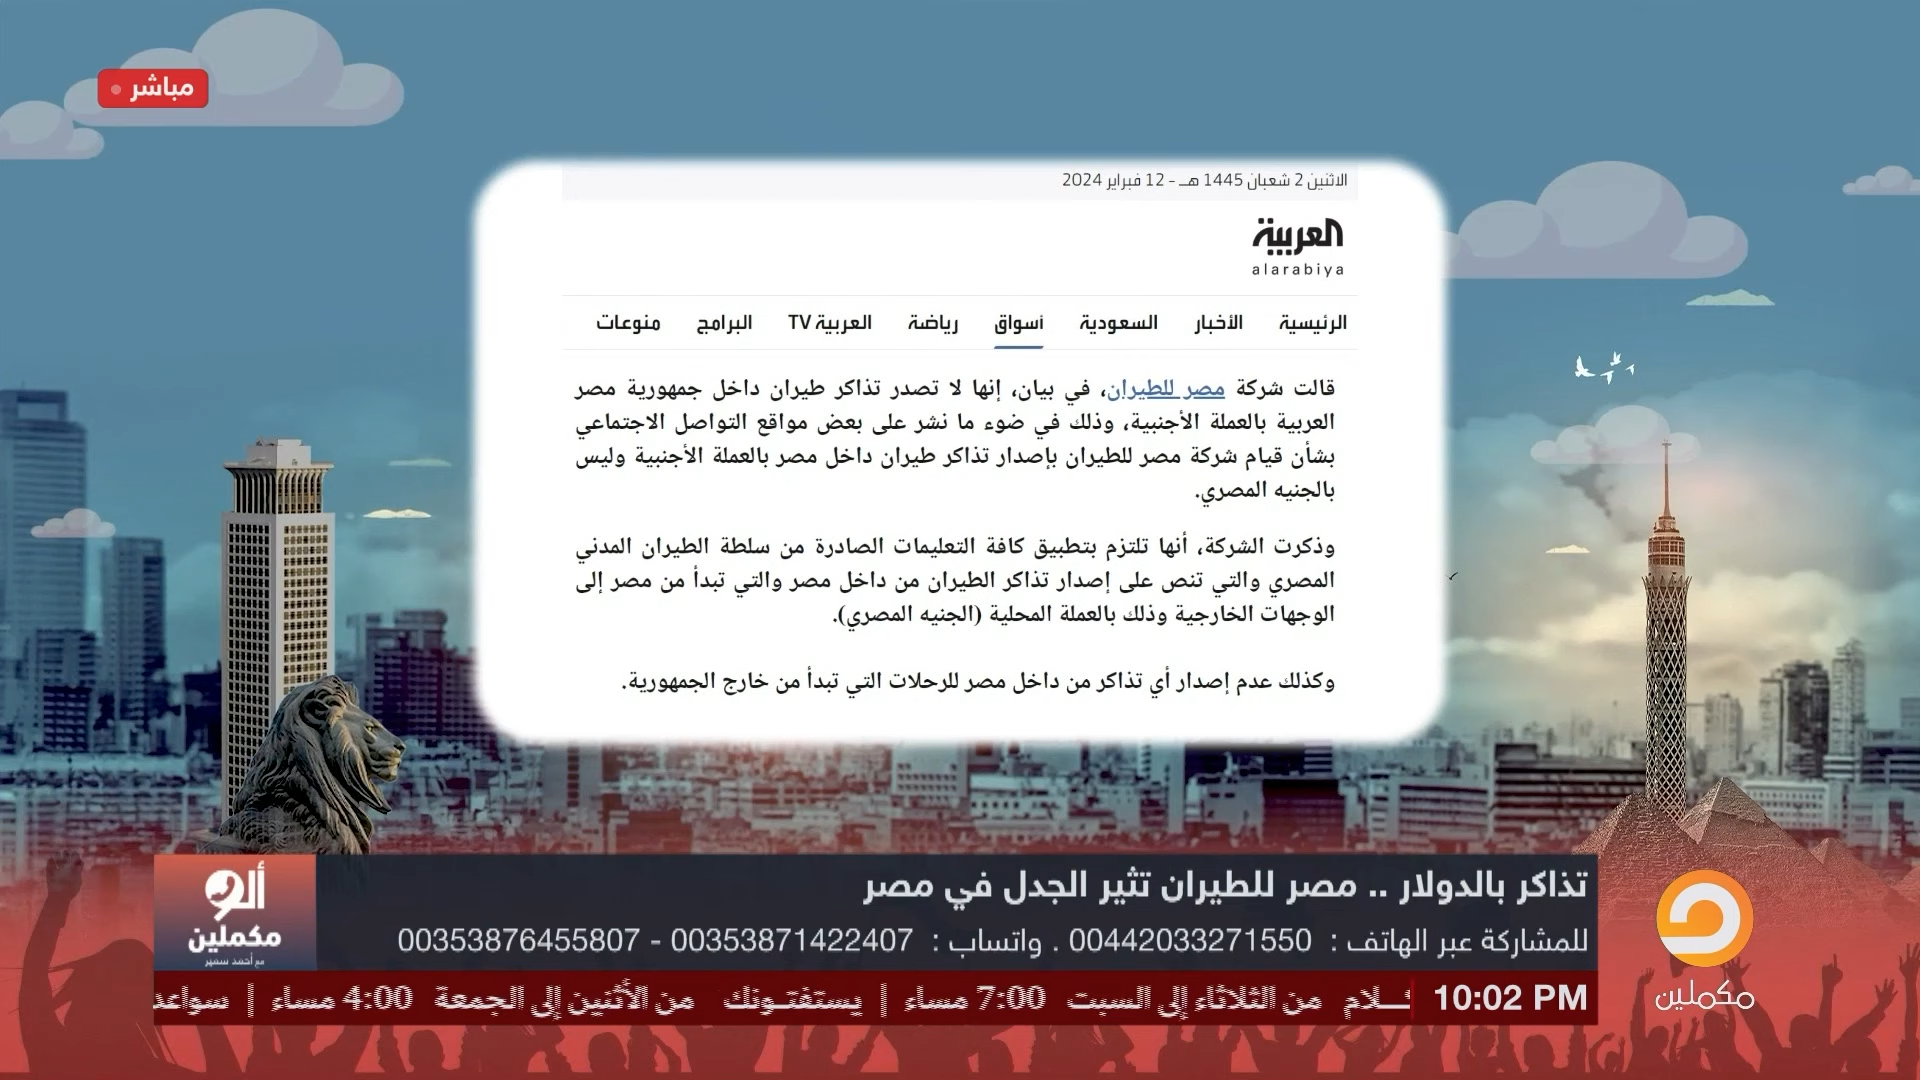 مباشر
الاثنين 2 شعبان 1445 هـ - 12 فبراير 2024
العربية
alarabiya
الرئيسية الأخبار السعودية أسواق رياضة العربية TV البرامج منوعات
قالت شركة مصر للطيران، في بيان، إنها لا تصدر تذاكر طيران داخل جمهورية مصر
العربية بالعملة الأجنبية، وذلك في ضوء ما نشر على بعض مواقع التواصل الاجتماعي
بشأن قيام شركة مصر للطيران بإصدار تذاكر طيران داخل مصر بالعملة الأجنبية وليس
بالجنيه المصري.
وذكرت الشركة، أنها تلتزم بتطبيق كافة التعليمات الصادرة من سلطة الطيران المدني
المصري والتي تنص على إصدار تذاكر الطيران من داخل مصر والتي تبدأ من مصر إلى
الوجهات الخارجية وذلك بالعملة المحلية (الجنيه المصري).
وكذلك عدم إصدار أي تذاكر من داخل مصر للرحلات التي تبدأ من خارج الجمهورية.
تذاكر بالدولار .. مصر للطيران تثير الجدل في مصر
للمشاركة عبر الهاتف : 00442033271550 . واتساب : 00353871422407 - 00353876455807
ألو
مكملين
مع أحمد سمير
10:02 PM
من الثلاثاء إلى السبت 7:00 مساء | يستفتونك من الأثنين إلى الجمعة 4:00 مساء |
مكملين